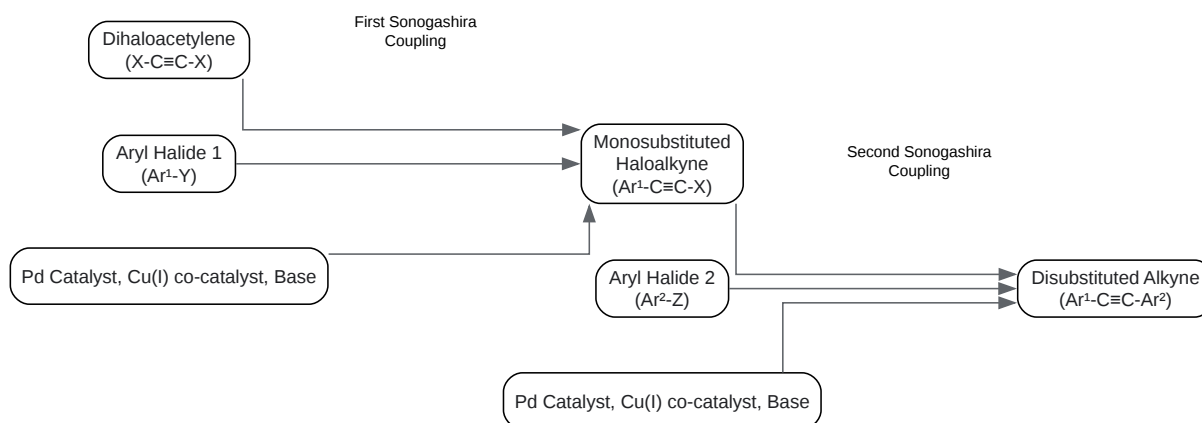 First Sonogashira
Coupling
Dihaloacetylene
(X-C≡C-X)
Aryl Halide 1
(Ar¹-Y)
Monosubstituted
Haloalkyne
(Ar¹-C≡C-X)
Second Sonogashira
Coupling
Pd Catalyst, Cu(I) co-catalyst, Base
Aryl Halide 2
(Ar²-Z)
Disubstituted Alkyne
(Ar¹-C≡C-Ar²)
Pd Catalyst, Cu(I) co-catalyst, Base